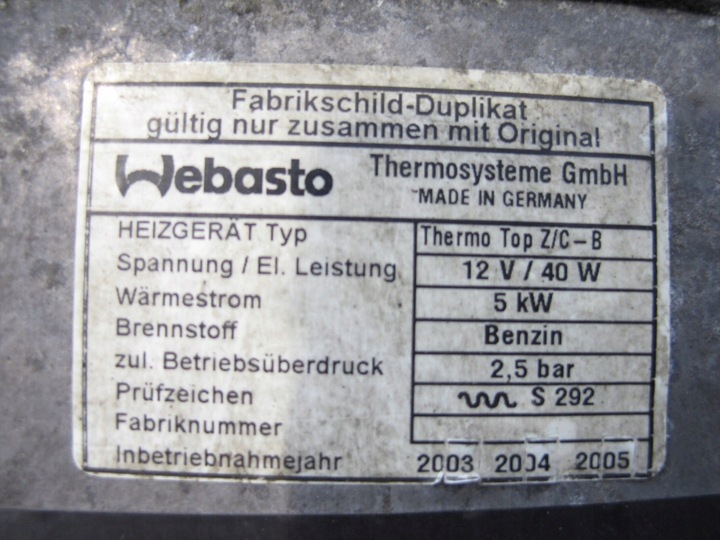 Fabrikschild-Duplikat
gültig nur zusammen mit Original
Webasto Thermosysteme GmbH
MADE IN GERMANY
HEIZGERÄT Typ Thermo Top Z/C-B
Spannung / El. Leistung 12 V / 40 W
Wärmestrom 5 kW
Brennstoff Benzin
zul. Betriebsüberdruck 2,5 bar
Prüfzeichen S 292
Fabriknummer
Inbetriebnahmejahr 2003 2004 2005